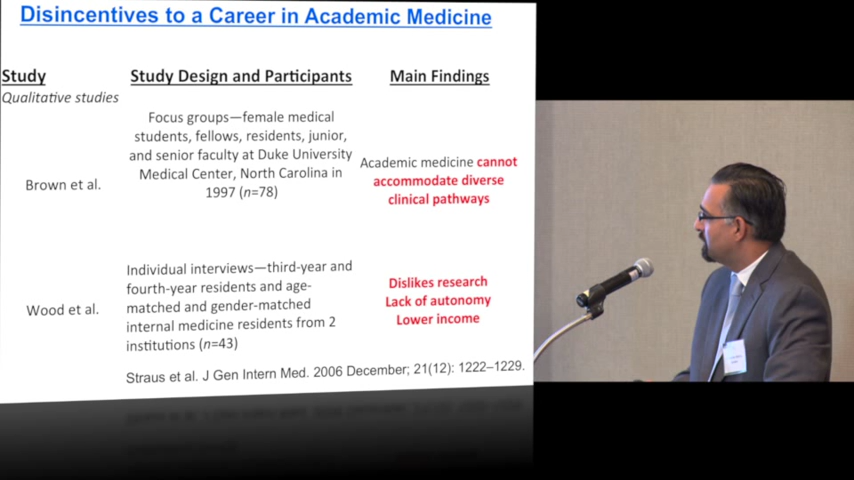 Disincentives to a Career in Academic Medicine
Study
Study Design and Participants
Main Findings
Qualitative studies
Brown et al.
Focus groups—female medical
students, fellows, residents, junior,
and senior faculty at Duke University
Medical Center, North Carolina in
1997 (n=78)
Academic medicine cannot
accommodate diverse
clinical pathways
Wood et al.
Individual interviews—third-year and
fourth-year residents and age-
matched and gender-matched
internal medicine residents from 2
institutions (n=43)
Dislikes research
Lack of autonomy
Lower income
Straus et al. J Gen Intern Med. 2006 December; 21(12): 1222–1229.